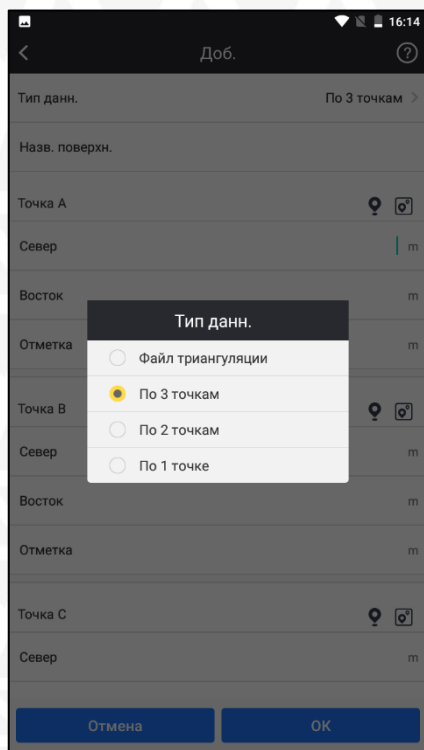 16:14
Доб.
Тип данн. По 3 точкам
Назв. поверхн.
Точка A
Север m
Восток m
Отметка m
Тип данн.
Файл триангуляции
По 3 точкам
По 2 точкам
По 1 точке
Точка B
Север m
Восток m
Отметка m
Точка C
Север m
Отмена OK